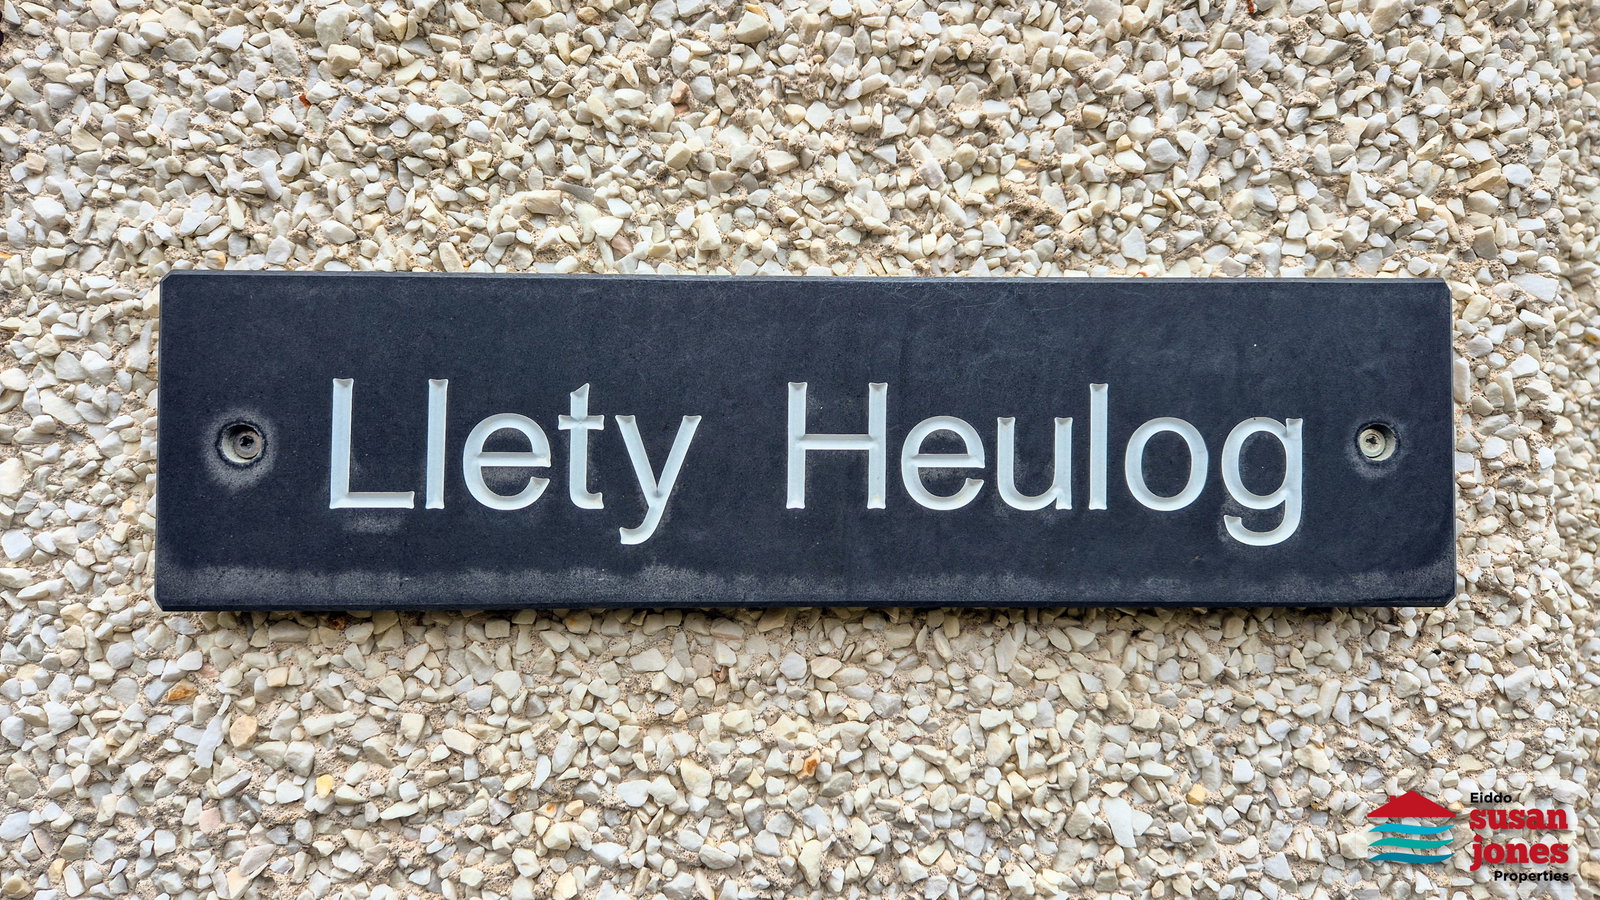 Llety Heulog
Eiddo
susan
jones
Properties